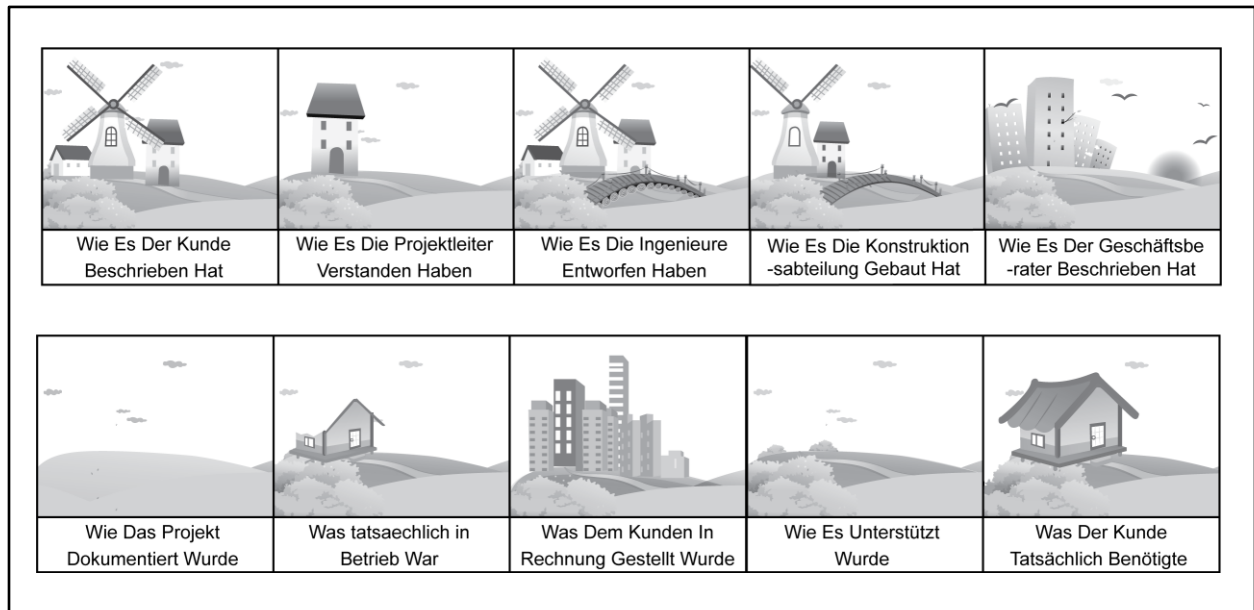 Wie Es Der Kunde
Beschrieben Hat
Wie Es Die Projektleiter
Verstanden Haben
Wie Es Die Ingenieure
Entworfen Haben
Wie Es Die Konstruktion
-sabteilung Gebaut Hat
Wie Es Der Geschäftsbe
-rater Beschrieben Hat
Wie Das Projekt
Dokumentiert Wurde
Was tatsaechlich in
Betrieb War
Was Dem Kunden In
Rechnung Gestellt Wurde
Wie Es Unterstützt
Wurde
Was Der Kunde
Tatsächlich Benötigte